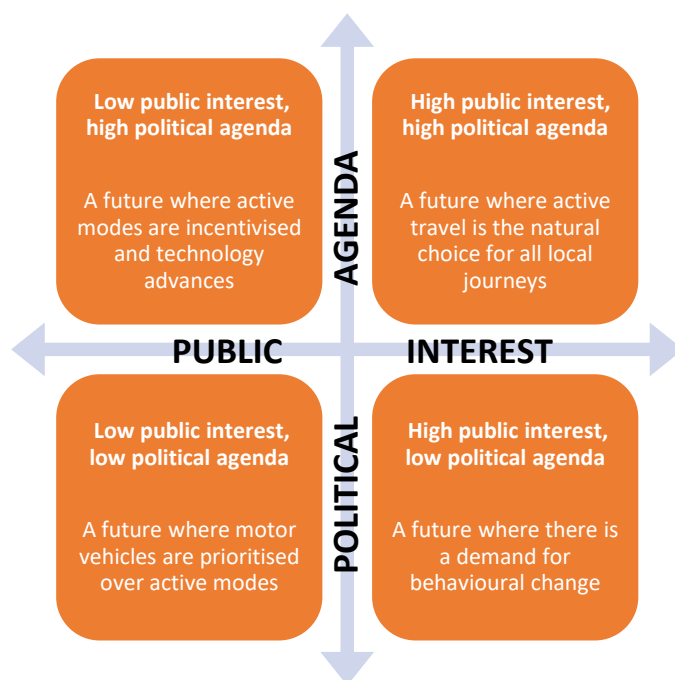 Low public interest,
high political agenda
A future where active
modes are incentivised
and technology
advances
High public interest,
high political agenda
A future where active
travel is the natural
choice for all local
journeys
AGENDA
PUBLIC INTEREST
POLITICAL
Low public interest,
low political agenda
A future where motor
vehicles are prioritised
over active modes
High public interest,
low political agenda
A future where there is
a demand for
behavioural change